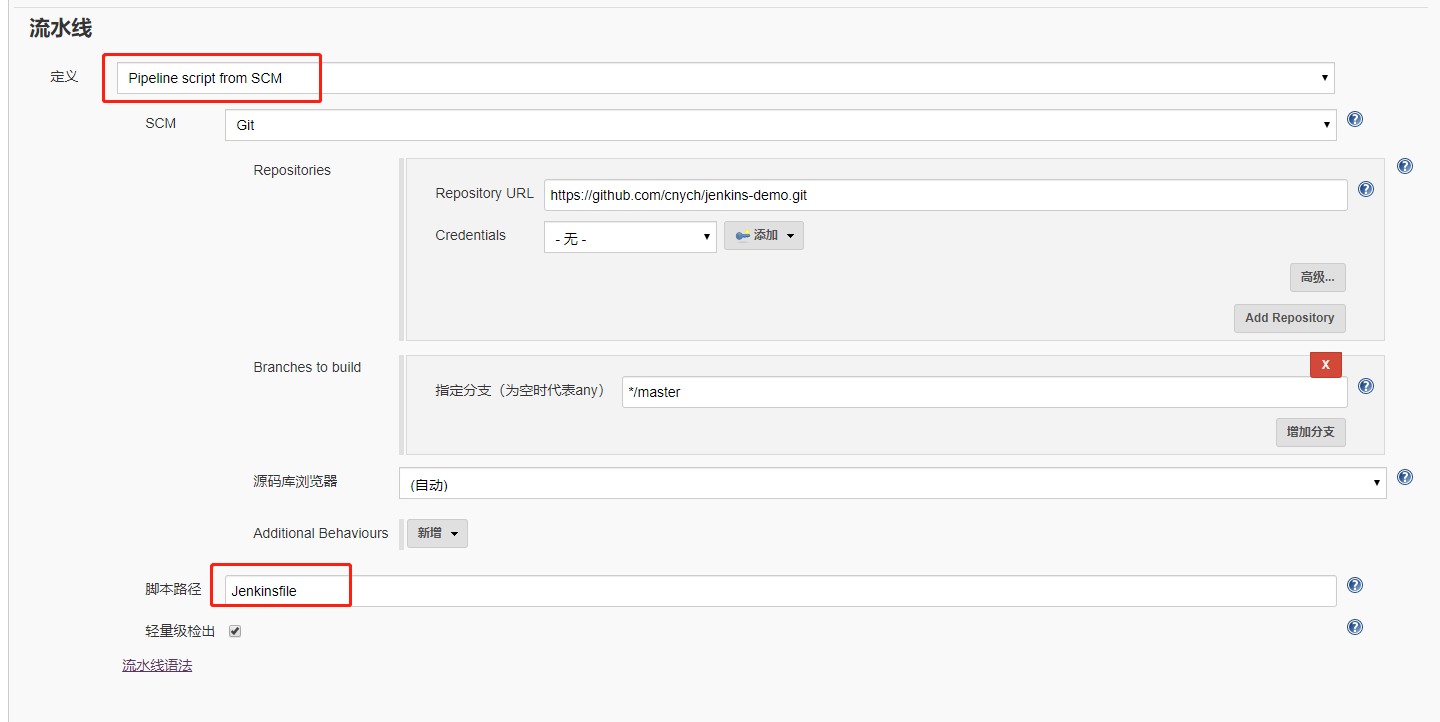 流水线
定义 Pipeline script from SCM
SCM Git
Repositories
Repository URL https://github.com/cnych/jenkins-demo.git
Credentials - 无 - 添加
高级...
Add Repository
Branches to build
X
指定分支（为空时代表any） */master
增加分支
源码库浏览器 (自动)
Additional Behaviours 新增
脚本路径 Jenkinsfile
轻量级检出
流水线语法